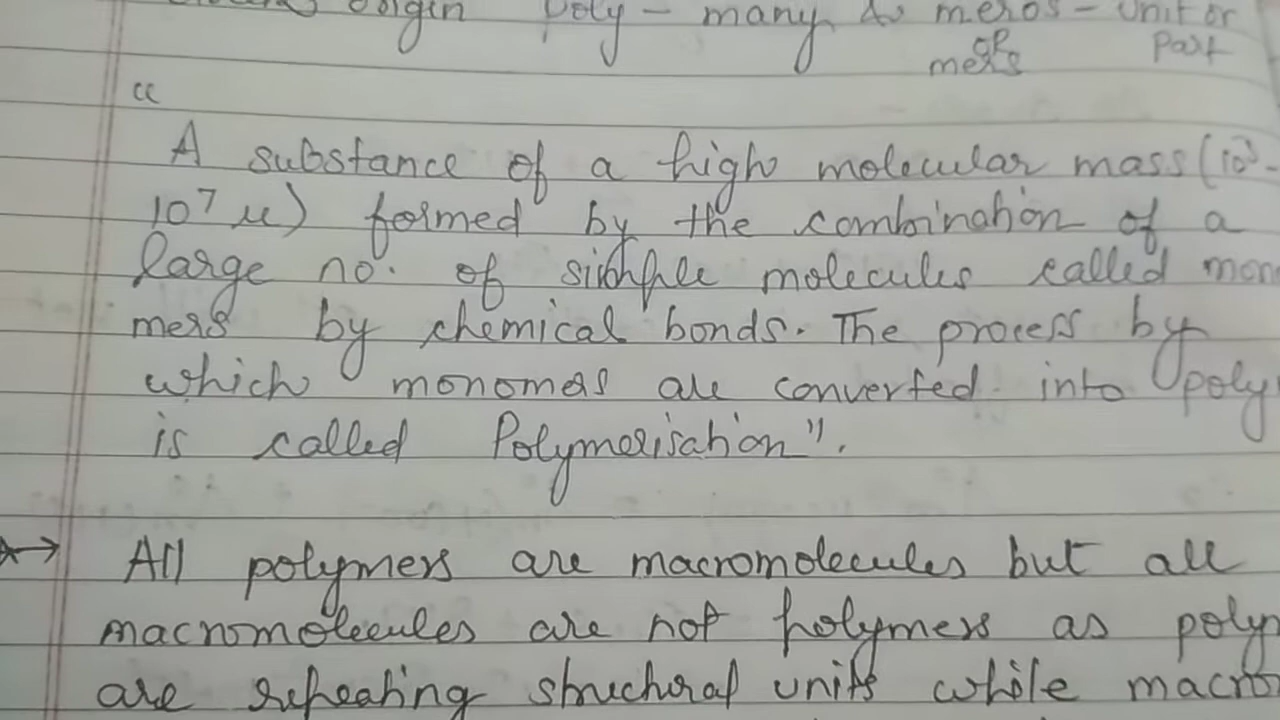 origin poly - many & meros - unit or
or part
mers
"
A substance of a high molecular mass (10³-
10⁷ u) formed by the combination of a
large no. of simple molecules called mon
mers by chemical bonds. The process by
which monomers are converted into poly
is called Polymerisation".
→ All polymers are macromolecules but all
macromolecules are not polymers as polym
are repeating structural units while macro